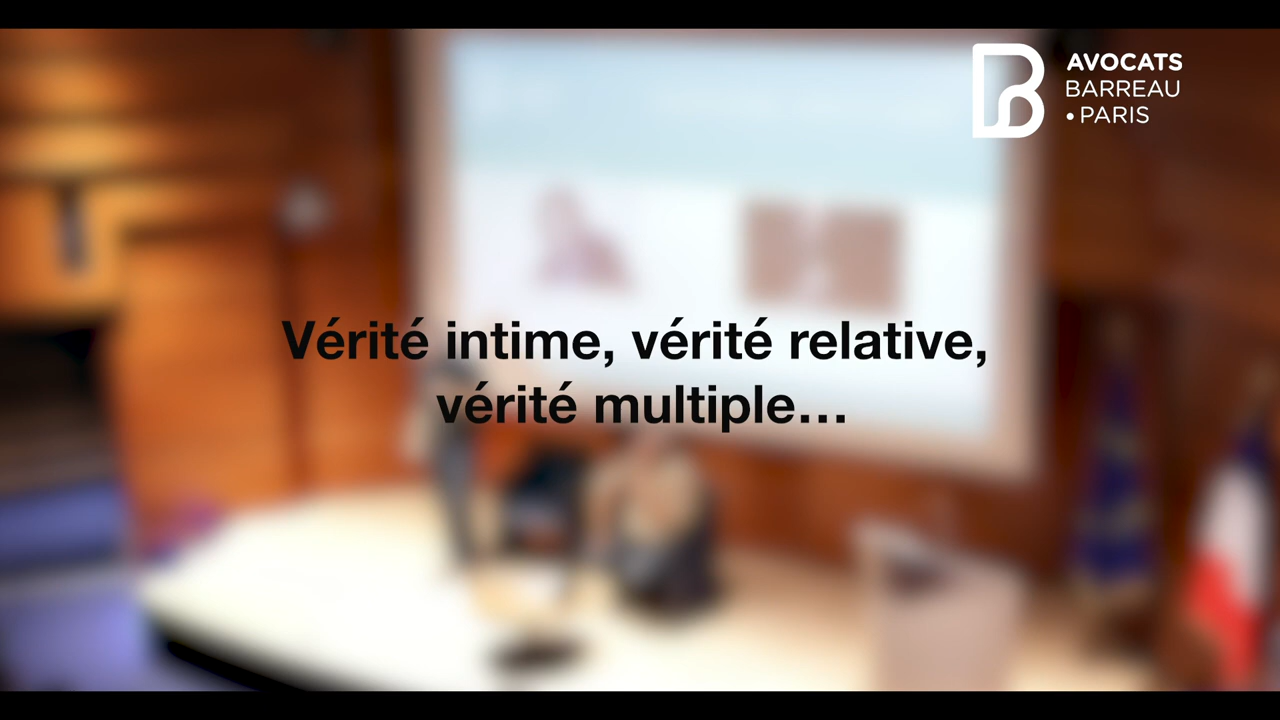 AVOCATS
BARREAU
• PARIS
Vérité intime, vérité relative,
vérité multiple...